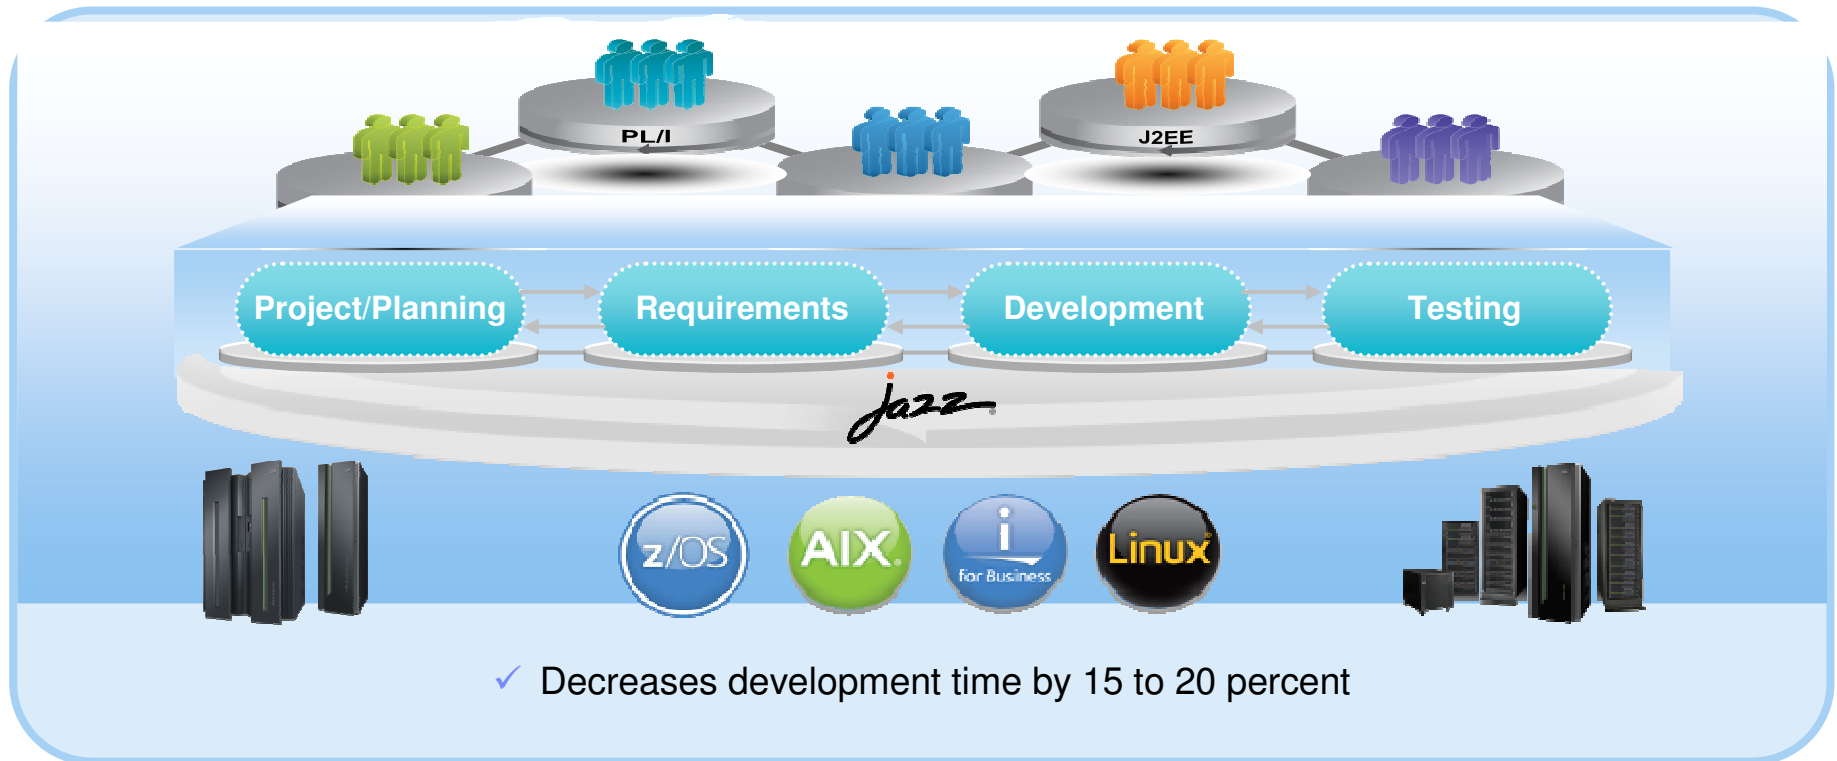 PL/I
J2EE
Project/Planning
Requirements
Development
Testing
jazz
z/OS
AIX
i
for Business
Linux
✓ Decreases development time by 15 to 20 percent